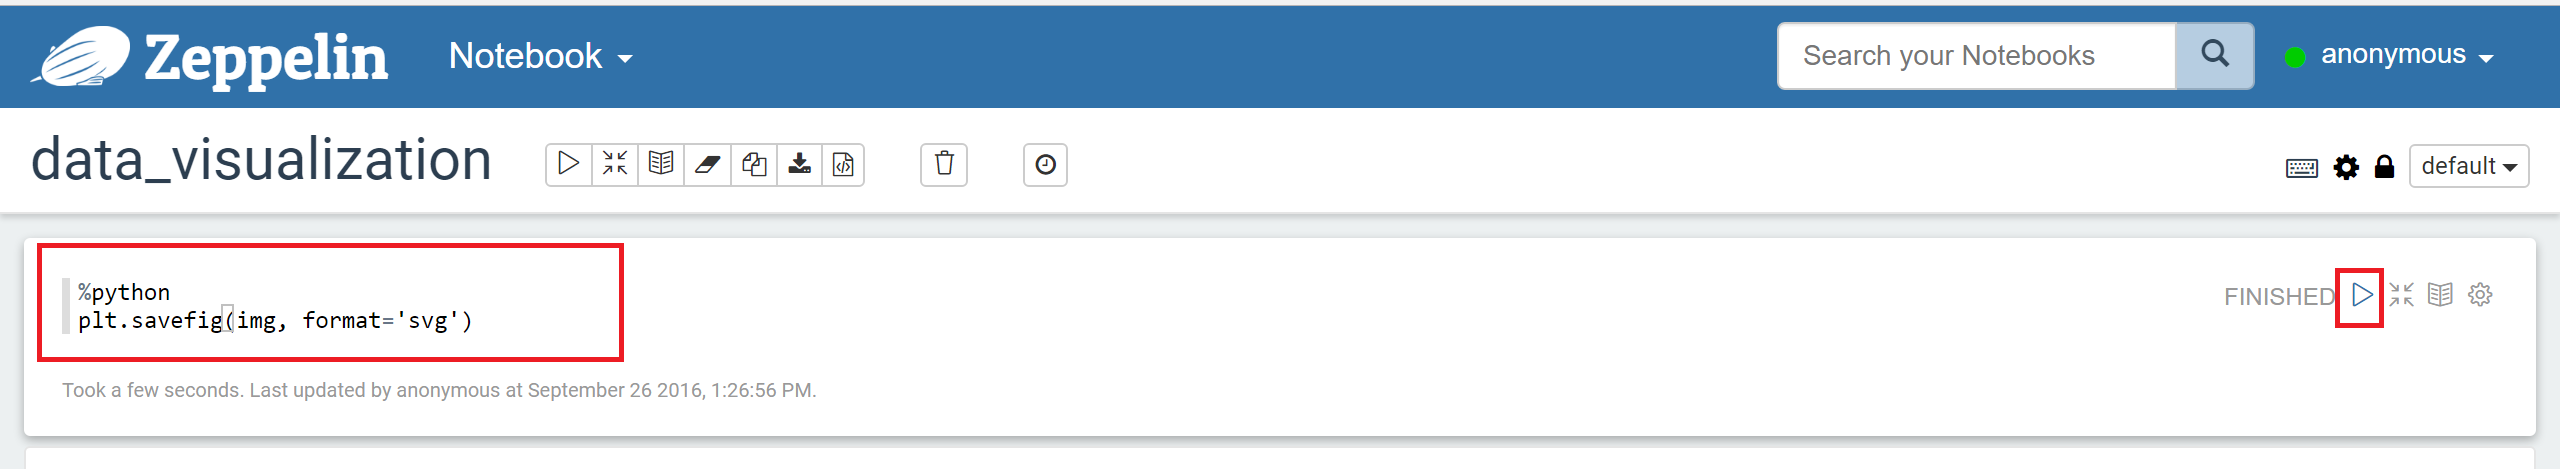 Zeppelin Notebook Search your Notebooks anonymous
data_visualization default
%python
FINISHED
plt.savefig(img, format='svg')
Took a few seconds. Last updated by anonymous at September 26 2016, 1:26:56 PM.